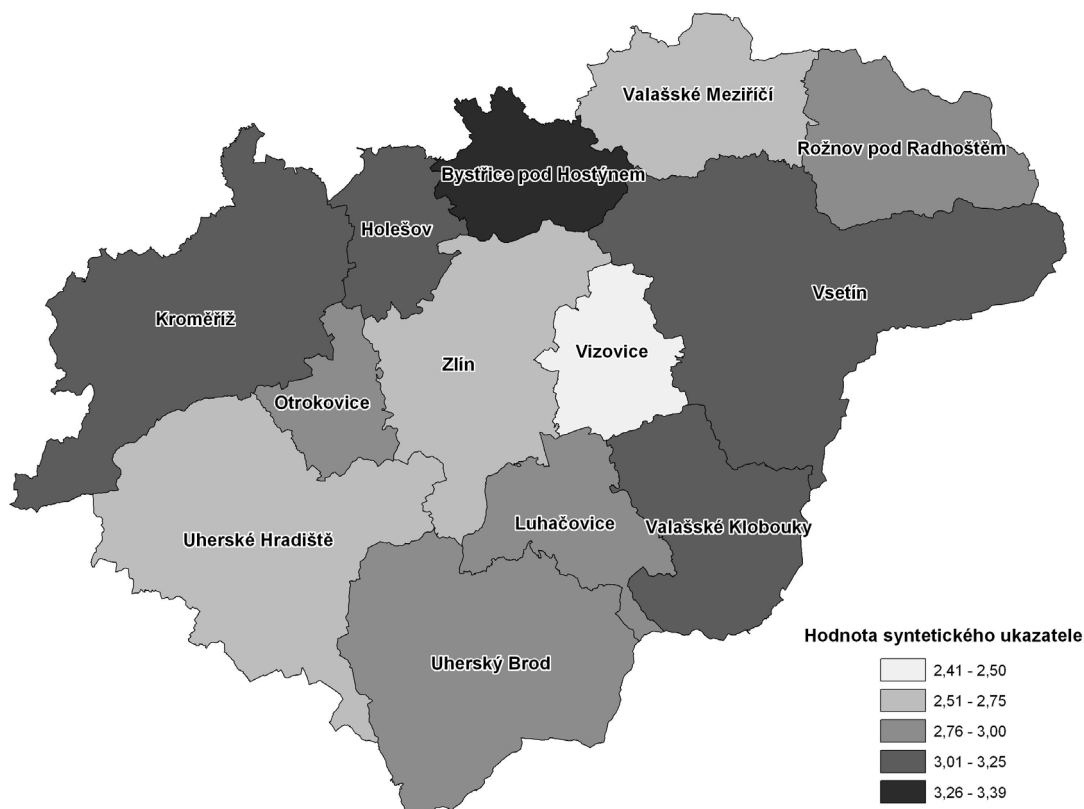 Valašské Meziříčí
Rožnov pod Radhoštěm
Bystřice pod Hostýnem
Holešov
Vsetín
Kroměříž
Vizovice
Zlín
Otrokovice
Luhačovice
Valašské Klobouky
Uherské Hradiště
Uherský Brod
Hodnota syntetického ukazatele
2,41 - 2,50
2,51 - 2,75
2,76 - 3,00
3,01 - 3,25
3,26 - 3,39